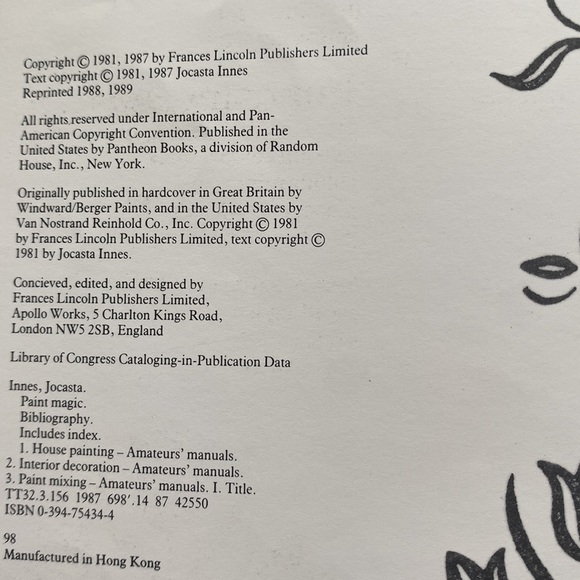 Copyright © 1981, 1987 by Frances Lincoln Publishers Limited
Text copyright © 1981, 1987 Jocasta Innes
Reprinted 1988, 1989
All rights reserved under International and Pan-
American Copyright Convention. Published in the
United States by Pantheon Books, a division of Random
House, Inc., New York.
Originally published in hardcover in Great Britain by
Windward/Berger Paints, and in the United States by
Van Nostrand Reinhold Co., Inc. Copyright © 1981
by Frances Lincoln Publishers Limited, text copyright ©
1981 by Jocasta Innes.
Concieved, edited, and designed by
Frances Lincoln Publishers Limited,
Apollo Works, 5 Charlton Kings Road,
London NW5 2SB, England
Library of Congress Cataloging-in-Publication Data
Innes, Jocasta.
Paint magic.
Bibliography.
Includes index.
1. House painting – Amateurs' manuals.
2. Interior decoration – Amateurs' manuals.
3. Paint mixing – Amateurs' manuals. I. Title.
TT32.3.156 1987 698'.14 87 42550
ISBN 0-394-75434-4
98
Manufactured in Hong Kong